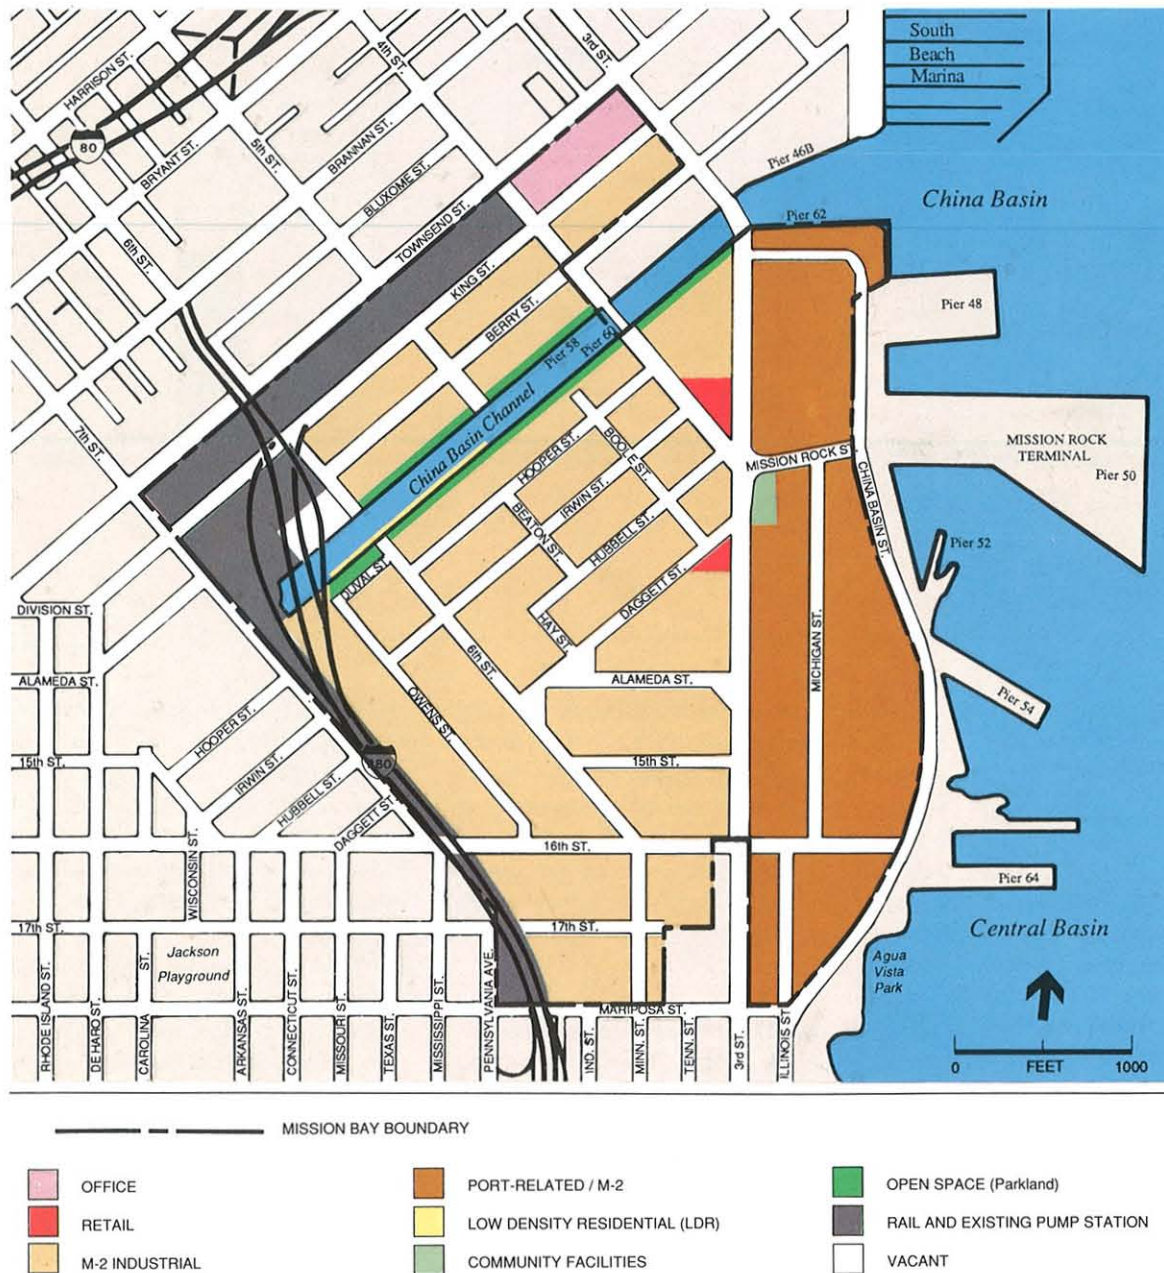 South
Beach
Marina
3rd ST.
4th ST.
HARRISON ST.
80
5th ST.
BRYANT ST.
BRANNAN ST.
BLUXOME ST.
TOWNSEND ST.
Pier 46B
China Basin
Pier 62
6th ST.
KING ST.
BERRY ST.
Pier 48
Pier 58
Pier 60
China Basin Channel
7th ST.
HOOPER ST.
BOOLE ST.
MISSION ROCK ST.
MISSION ROCK
TERMINAL
Pier 50
IRWIN ST.
BEATON ST.
HUBBELL ST.
CHINA BASIN ST.
Pier 52
DUVAL ST.
DAGGETT ST.
DIVISION ST.
HAY ST.
6th ST.
MICHIGAN ST.
ALAMEDA ST.
ALAMEDA ST.
OWENS ST.
Pier 54
HOOPER ST.
15th ST.
IRWIN ST.
280
15th ST.
HUBBELL ST.
DAGGETT ST.
16th ST.
WISCONSIN ST.
Pier 64
17th ST.
17th ST.
Central Basin
Jackson
Playground
Agua
Vista
Park
MARIPOSA ST.
RHODE ISLAND ST.
DE HARO ST.
CAROLINA ST.
ARKANSAS ST.
CONNECTICUT ST.
MISSOURI ST.
TEXAS ST.
MISSISSIPPI ST.
PENNSYLVANIA AVE.
IND. ST.
MINN. ST.
TENN. ST.
3rd ST.
ILLINOIS ST.
0 FEET 1000
MISSION BAY BOUNDARY
OFFICE
RETAIL
M-2 INDUSTRIAL
PORT-RELATED / M-2
LOW DENSITY RESIDENTIAL (LDR)
COMMUNITY FACILITIES
OPEN SPACE (Parkland)
RAIL AND EXISTING PUMP STATION
VACANT